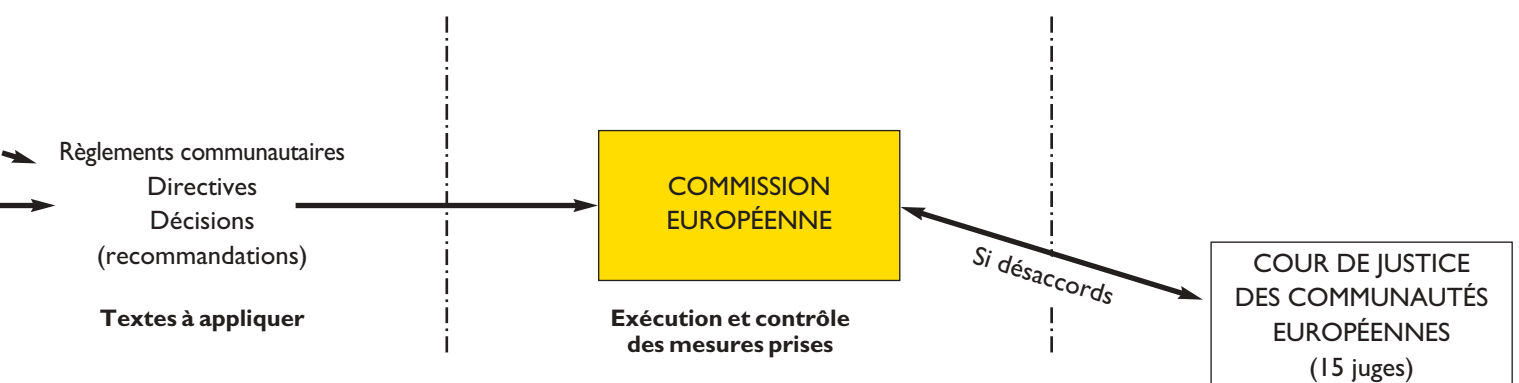 Règlements communautaires
Directives
Décisions
(recommandations)
Textes à appliquer
COMMISSION
EUROPÉENNE
Exécution et contrôle
des mesures prises
Si désaccords
COUR DE JUSTICE
DES COMMUNAUTÉS
EUROPÉENNES
(15 juges)